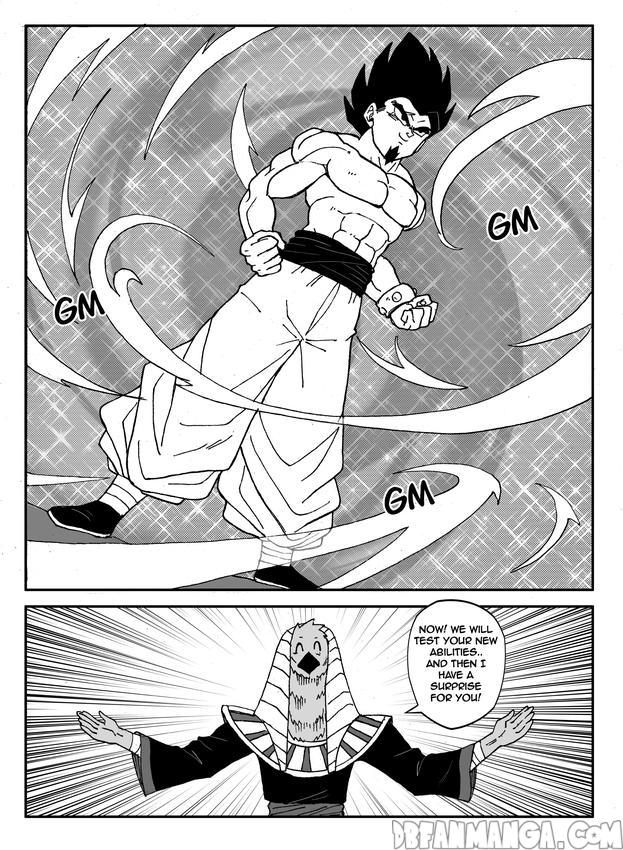 GM
GM
GM
NOW! WE WILL
TEST YOUR NEW
ABILITIES..
AND THEN I
HAVE A
SURPRISE
FOR YOU!
DBFANMANGA.COM